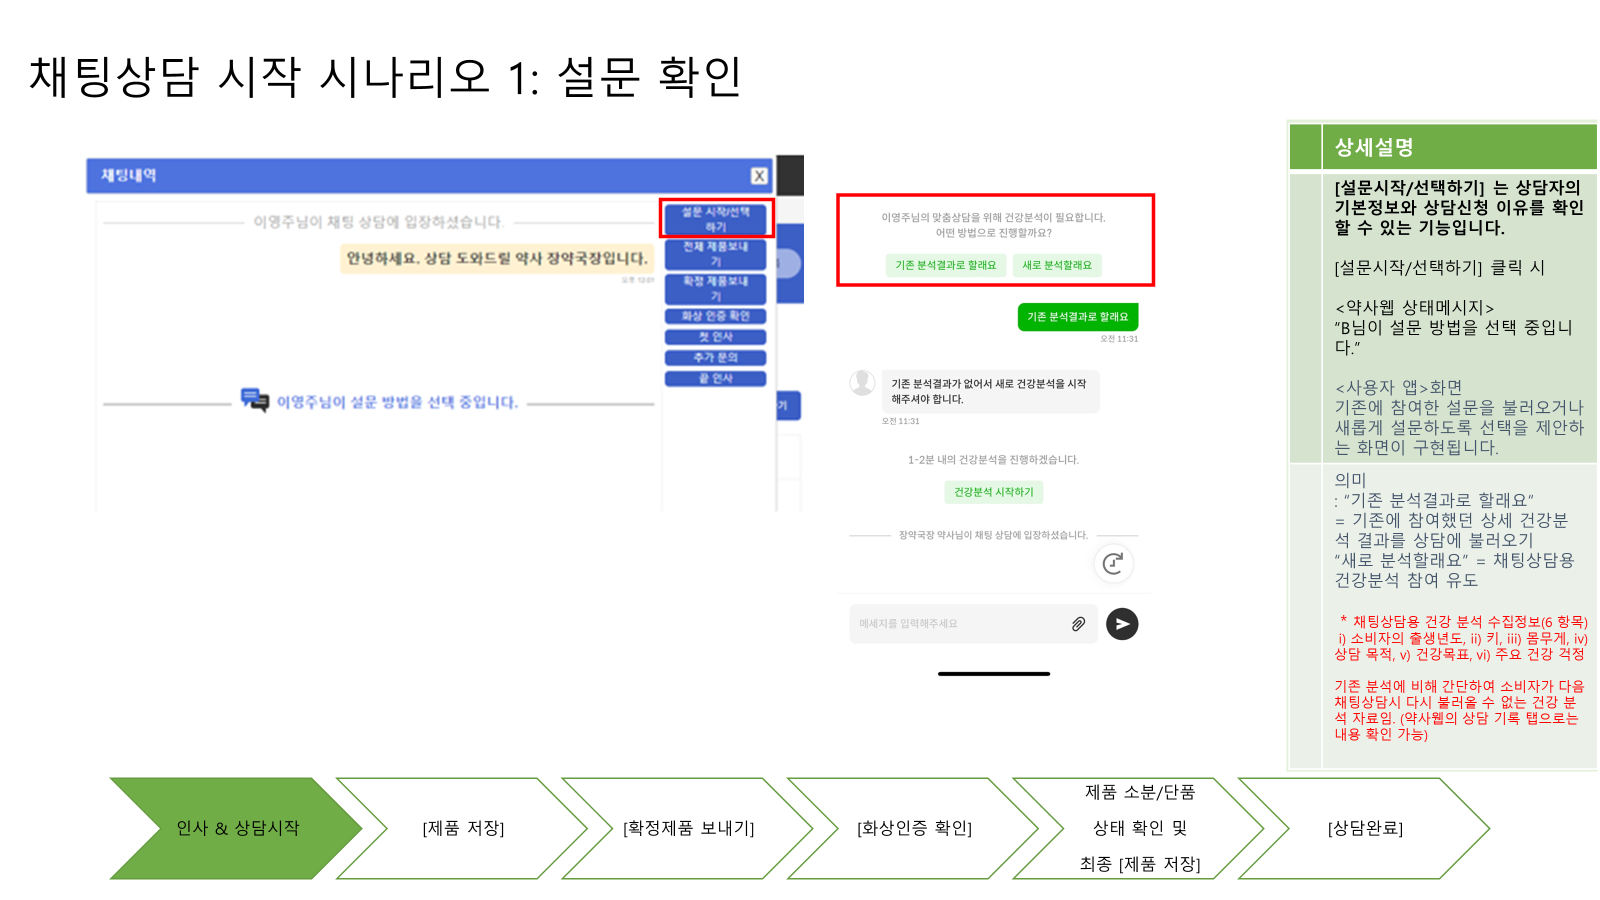 채팅상담 시작 시나리오 1: 설문 확인
채팅내역
X
이영주님이 채팅 상담에 입장하셨습니다.
안녕하세요. 상담 도와드릴 약사 장약국장입니다.
이영주님이 설문 방법을 선택 중입니다.
설문 시작/선택
하기
전체 제품보내
기
확정 제품보내
기
화상 인증 확인
첫 인사
추가 문의
끝 인사
기
이영주님의 맞춤상담을 위해 건강분석이 필요합니다.
어떤 방법으로 진행할까요?
기존 분석결과로 할래요
새로 분석할래요
기존 분석결과로 할래요
오전 11:31
기존 분석결과가 없어서 새로 건강분석을 시작
해주셔야 합니다.
오전 11:31
1-2분 내의 건강분석을 진행하겠습니다.
건강분석 시작하기
장약국장 약사님이 채팅 상담에 입장하셨습니다.
메세지를 입력해주세요
상세설명
[설문시작/선택하기] 는 상담자의
기본정보와 상담신청 이유를 확인
할 수 있는 기능입니다.
[설문시작/선택하기] 클릭 시
<약사웹 상태메시지>
“B님이 설문 방법을 선택 중입니
다.”
<사용자 앱>화면
기존에 참여한 설문을 불러오거나
새롭게 설문하도록 선택을 제안하
는 화면이 구현됩니다.
의미
: “기존 분석결과로 할래요“
= 기존에 참여했던 상세 건강분
석 결과를 상담에 불러오기
“새로 분석할래요” = 채팅상담용
건강분석 참여 유도
* 채팅상담용 건강 분석 수집정보(6 항목)
i) 소비자의 출생년도, ii) 키, iii) 몸무게, iv)
상담 목적, v) 건강목표, vi) 주요 건강 걱정
기존 분석에 비해 간단하여 소비자가 다음
채팅상담시 다시 불러올 수 없는 건강 분
석 자료임. (약사웹의 상담 기록 탭으로는
내용 확인 가능)
인사 & 상담시작
[제품 저장]
[확정제품 보내기]
[화상인증 확인]
제품 소분/단품
상태 확인 및
최종 [제품 저장]
[상담완료]